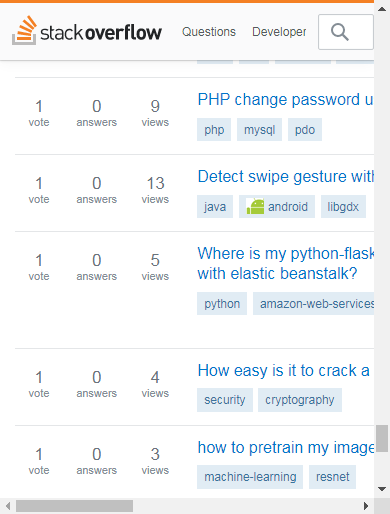 stackoverflow Questions Developer
1 0 9 PHP change password u
vote answers views
php mysql pdo
1 0 13 Detect swipe gesture with
vote answers views
java android libgdx
1 0 5 Where is my python-flask
vote answers views with elastic beanstalk?
python amazon-web-services
1 0 4 How easy is it to crack a
vote answers views
security cryptography
1 0 3 how to pretrain my image
vote answers views
machine-learning resnet